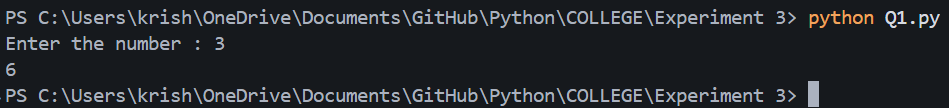 PS C:\Users\krish\OneDrive\Documents\GitHub\Python\COLLEGE\Experiment 3> python Q1.py
Enter the number : 3
6
PS C:\Users\krish\OneDrive\Documents\GitHub\Python\COLLEGE\Experiment 3>